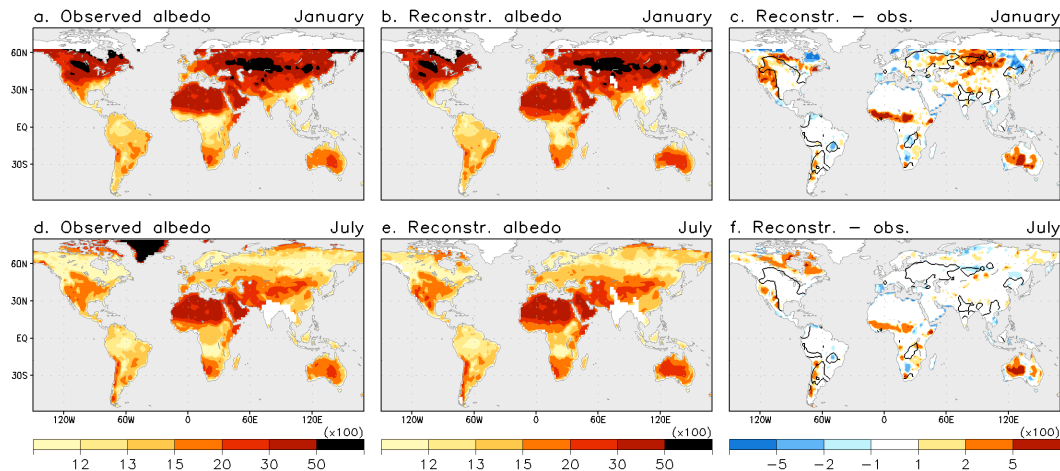 a. Observed albedo January
b. Reconstr. albedo January
c. Reconstr. – obs. January
60N
30N
EQ
30S
d. Observed albedo July
e. Reconstr. albedo July
f. Reconstr. – obs. July
60N
30N
EQ
30S
120W 60W 0 60E 120E
120W 60W 0 60E 120E
120W 60W 0 60E 120E
(×100)
(×100)
(×100)
12 13 15 20 30 50
12 13 15 20 30 50
−5 −2 −1 1 2 5